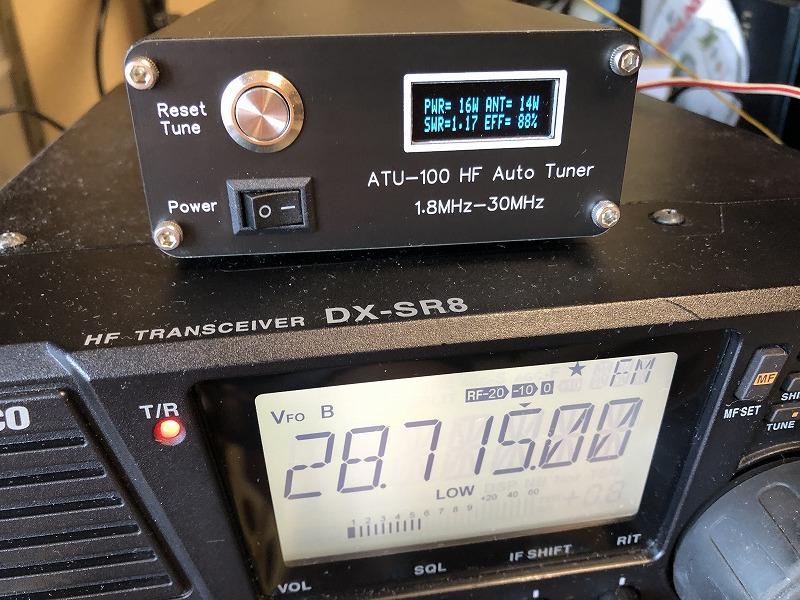 Reset
Tune
PWR= 16W ANT= 14W
SWR=1.17 EFF= 88%
ATU-100 HF Auto Tuner
1.8MHz-30MHz
Power
O –
HF TRANSCEIVER DX-SR8
CO
T/R
VFO B
RF-20 -10 0
FM
28.715.00
LOW
1 2 3 4 5 6 7 8 9 +20 40 60
MF
MF SET
SHI
TUNE
VOL
SQL
IF SHIFT
RIT